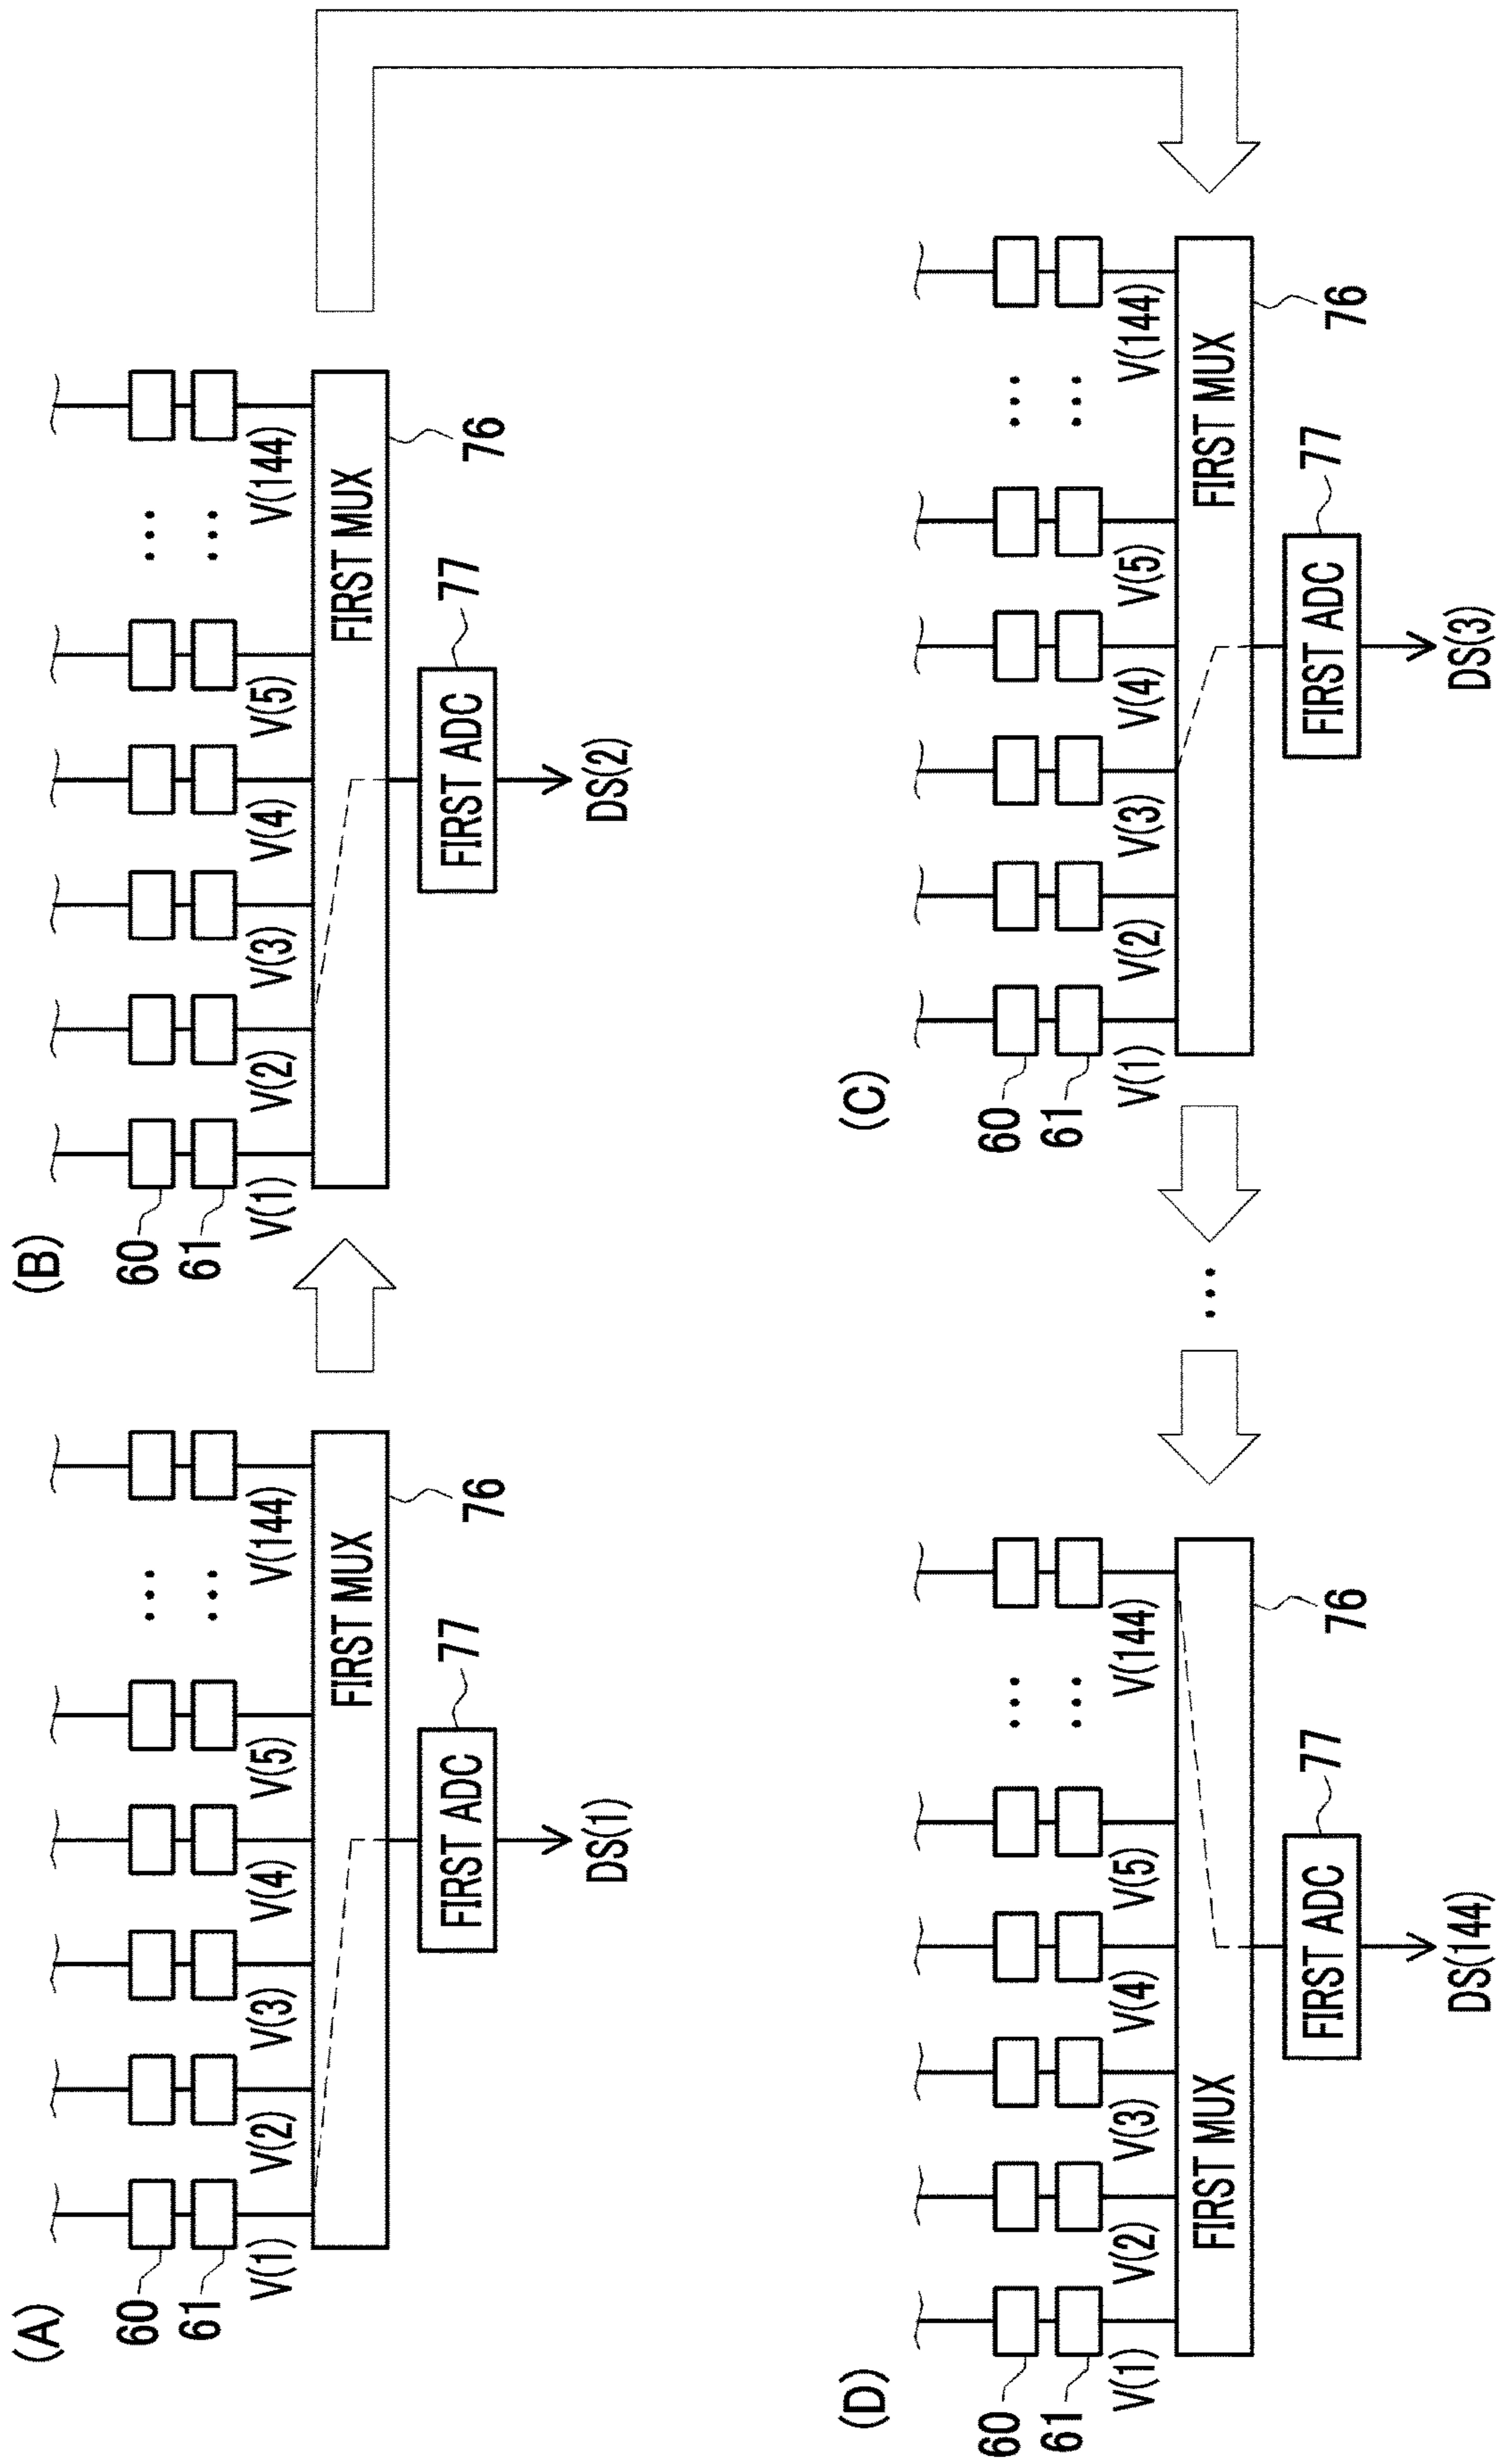 (A)
60
61
V(1) V(2) V(3) V(4) V(5) ... V(144)
FIRST MUX
76
FIRST ADC
77
DS(1)
(B)
60
61
V(1) V(2) V(3) V(4) V(5) ... V(144)
FIRST MUX
76
FIRST ADC
77
DS(2)
(C)
60
61
V(1) V(2) V(3) V(4) V(5) ... V(144)
FIRST MUX
76
FIRST ADC
77
DS(3)
...
(D)
60
61
V(1) V(2) V(3) V(4) V(5) ... V(144)
FIRST MUX
76
FIRST ADC
77
DS(144)